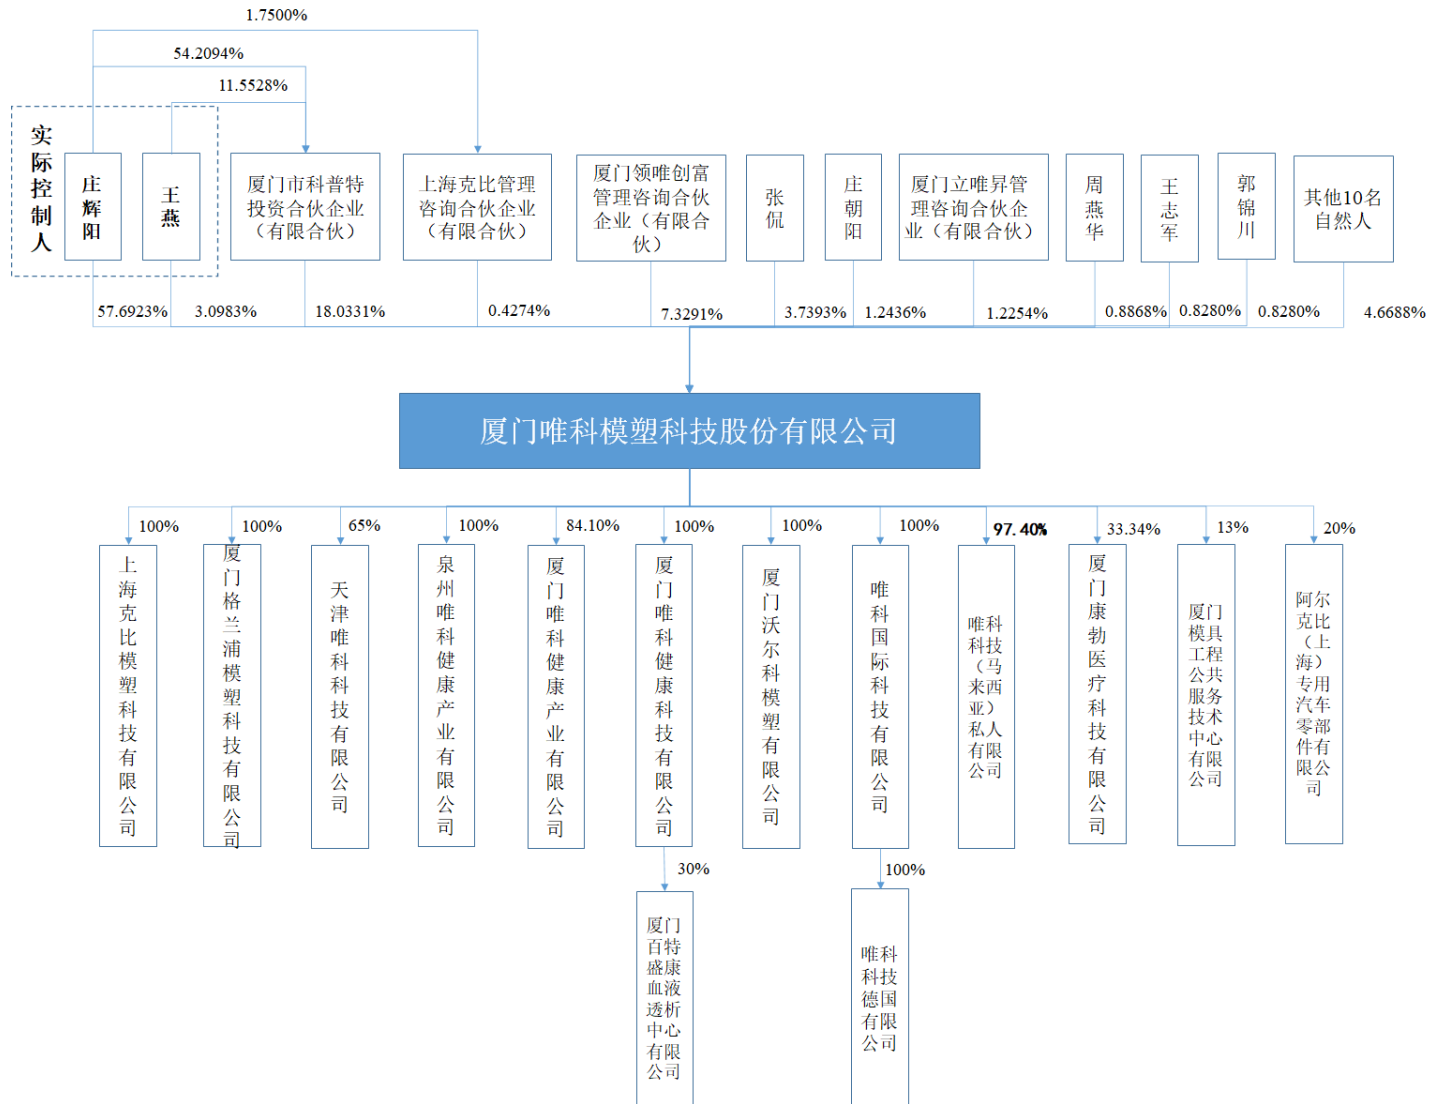 1.7500%
54.2094%
11.5528%
实际控制人
庄辉阳
王燕
厦门市科普特
投资合伙企业
（有限合伙）
上海克比管理
咨询合伙企业
（有限合伙）
厦门领唯创富
管理咨询合伙
企业（有限合
伙）
张侃
庄朝阳
厦门立唯昇管
理咨询合伙企
业（有限合伙）
周燕华
王志军
郭锦川
其他10名
自然人
57.6923%
3.0983%
18.0331%
0.4274%
7.3291%
3.7393%
1.2436%
1.2254%
0.8868%
0.8280%
0.8280%
4.6688%
厦门唯科模塑科技股份有限公司
100%
100%
65%
100%
84.10%
100%
100%
100%
97.40%
33.34%
13%
20%
上海克比模塑科技有限公司
厦门格兰浦模塑科技有限公司
天津唯科科技有限公司
泉州唯科健康产业有限公司
厦门唯科健康产业有限公司
厦门唯科健康科技有限公司
厦门沃尔科模塑有限公司
唯科国际科技有限公司
唯科
科技
（马
来西
亚）
私人
有限
公司
厦门康勃医疗科技有限公司
厦门
模具
工程
公共
服务
技术
中心
有限
公司
阿尔
克比
（上
海）
专用
汽车
零部
件有
限公
司
30%
100%
厦门
百特
盛康
血液
透析
中心
有限
公司
唯科
科技
德国
有限
公司